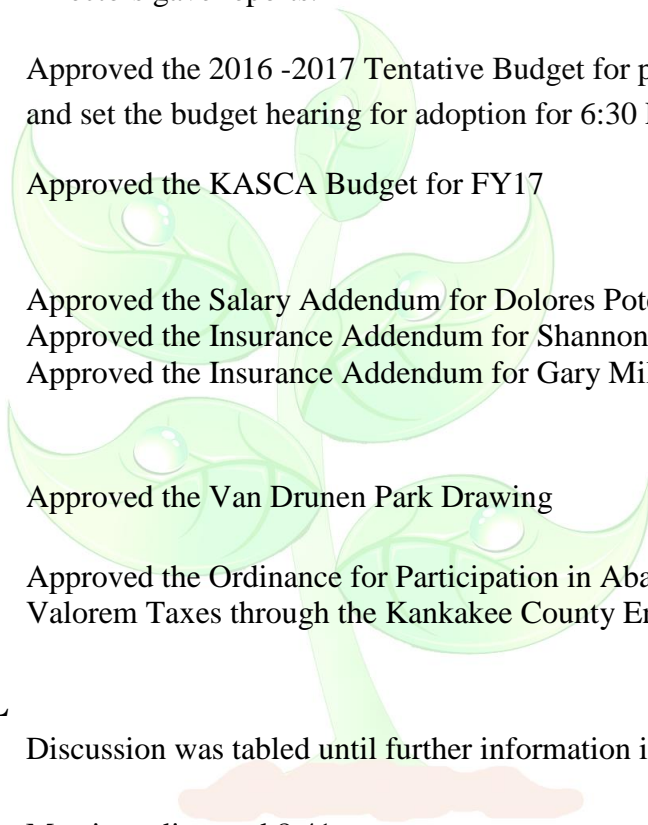 gave reports.
Approved the 2016 -2017 Tentative Budget for
and set the budget hearing for adoption for 6:30
Approved the KASCA Budget for FY17
Approved the Salary Addendum for Dolores
Approved the Insurance Addendum for Shannon
Approved the Insurance Addendum for Gary
Approved the Van Drunen Park Drawing
Approved the Ordinance for Participation in
Valorem Taxes through the Kankakee County
Discussion was tabled until further information